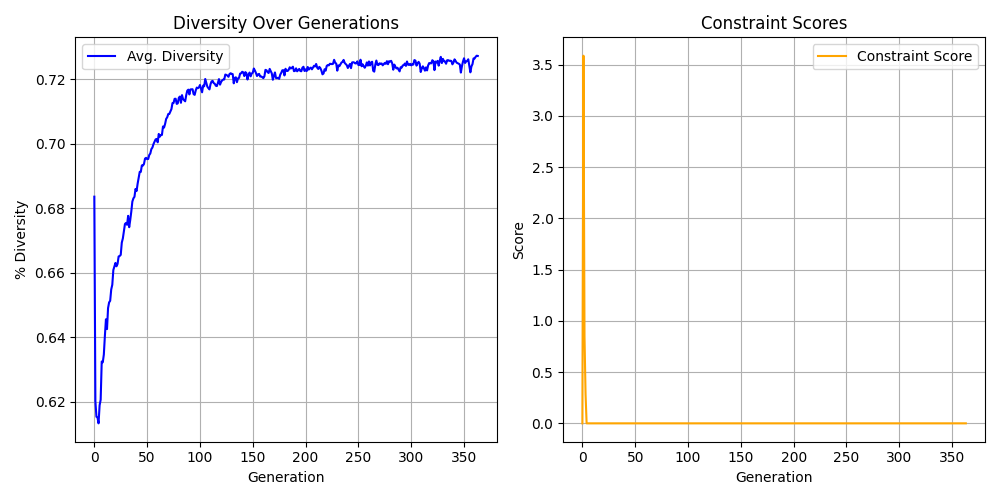 Diversity Over Generations
Avg. Diversity
% Diversity
0.72
0.70
0.68
0.66
0.64
0.62
0 50 100 150 200 250 300 350
Generation
Constraint Scores
Constraint Score
Score
3.5
3.0
2.5
2.0
1.5
1.0
0.5
0.0
0 50 100 150 200 250 300 350
Generation